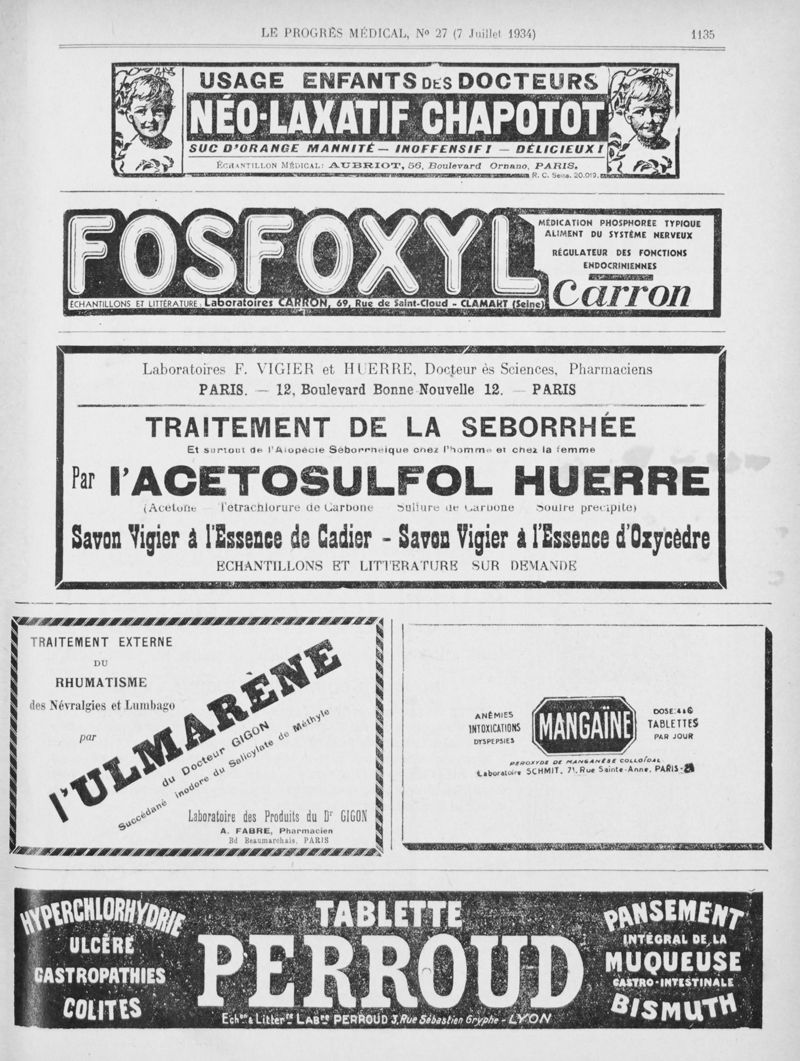 LE PROGRÈS MÉDICAL, No 27 (7 Juillet 1934)
1135
USAGE ENFANTS DES DOCTEURS
NÉO-LAXATIF CHAPOTOT
SUC D'ORANGE MANNITÉ — INOFFENSIF! — DÉLICIEUX!
ÉCHANTILLON MÉDICAL: AUBRIOT, 56, Boulevard Ornano, PARIS.
R. C. Seine. 20.019.
FOSFOXYL
MÉDICATION PHOSPHORÉE TYPIQUE
ALIMENT DU SYSTÈME NERVEUX
RÉGULATEUR DES FONCTIONS
ENDOCRINIENNES
Carron
ÉCHANTILLONS ET LITTÉRATURE: Laboratoires CARRON, 69, Rue de Saint-Cloud - CLAMART (Seine)
Laboratoires F. VIGIER et HUERRE, Docteur ès Sciences, Pharmaciens
PARIS. — 12, Boulevard Bonne-Nouvelle 12. — PARIS
TRAITEMENT DE LA SEBORRHÉE
Et surtout de l'Alopécie Séborrhéique chez l'homme et chez la femme
Par l'ACETOSULFOL HUERRE
(Acétone — Tétrachlorure de Carbone Sulfure de Carbone Soufre précipité)
Savon Vigier à l'Essence de Cadier - Savon Vigier à l'Essence d'Oxycèdre
ECHANTILLONS ET LITTERATURE SUR DEMANDE
TRAITEMENT EXTERNE
DU
RHUMATISME
des Névralgies et Lumbago
par
l'ULMARÈNE
du Docteur GIGON
Succédané inodore du Salicylate de Méthyle
Laboratoire des Produits du Dr GIGON
A. FABRE, Pharmacien
Bd Beaumarchais, PARIS
ANÉMIES
INTOXICATIONS
DYSPEPSIES
MANGAÏNE
DOSE: 4 à 6
TABLETTES
PAR JOUR
PEROXYDE DE MANGANÈSE COLLOÏDAL
Laboratoire SCHMIT, 71, Rue Sainte-Anne, PARIS-2
HYPERCHLORHYDRIE
ULCÈRE
GASTROPATHIES
COLITES
TABLETTE
PERROUD
Echons & Littérre LABres PERROUD 3, Rue Sébastien Gryphe - LYON
PANSEMENT
INTÉGRAL DE LA
MUQUEUSE
GASTRO-INTESTINALE
BISMUTH